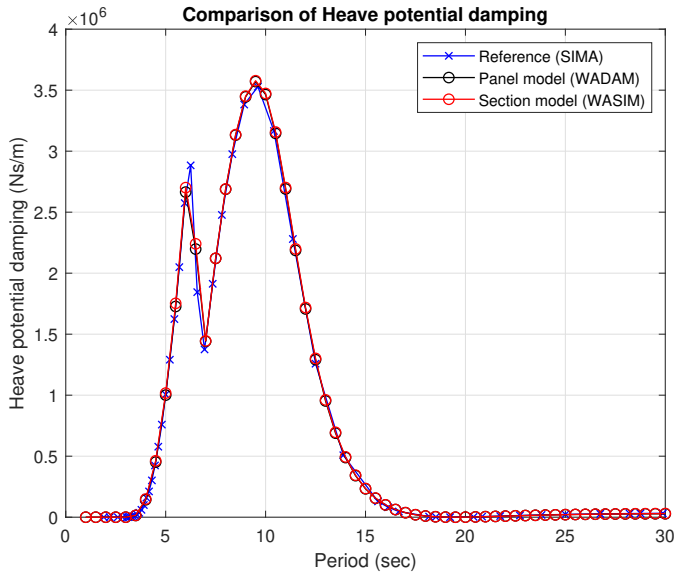 Comparison of Heave potential damping
×10⁶
4
3.5
3
2.5
2
1.5
1
0.5
0
Heave potential damping (Ns/m)
Reference (SIMA)
Panel model (WADAM)
Section model (WASIM)
0 5 10 15 20 25 30
Period (sec)